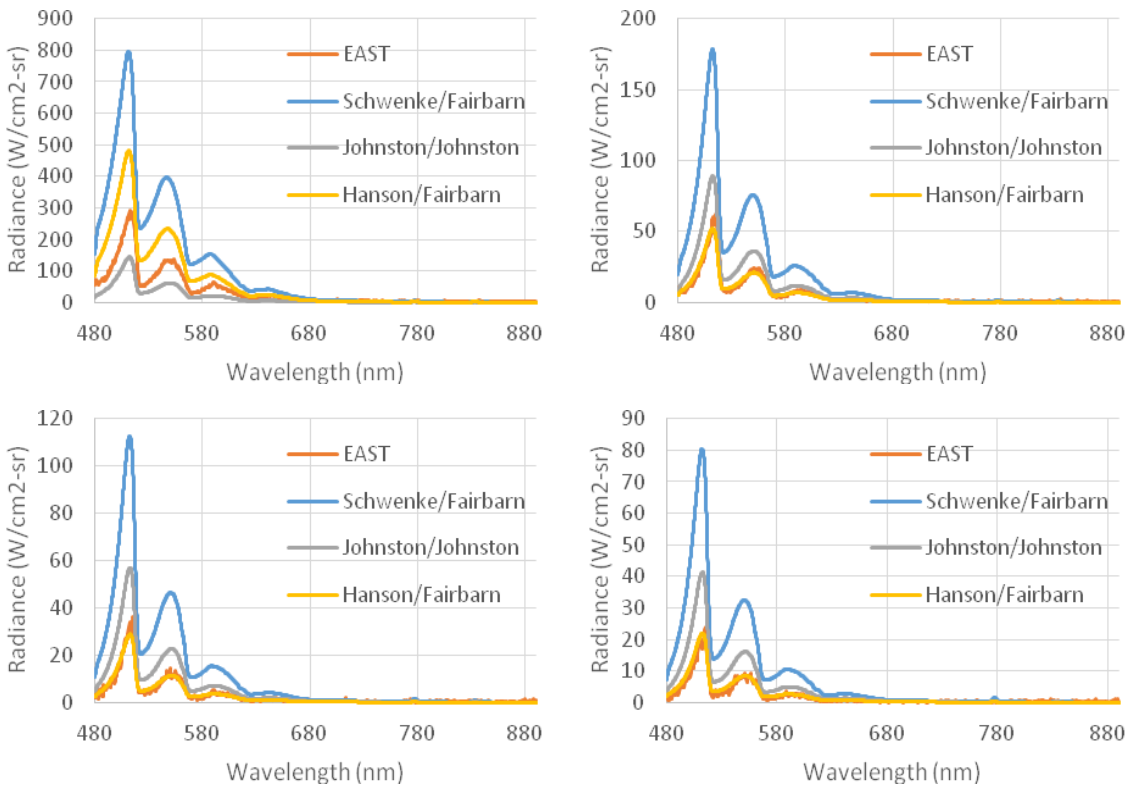 Radiance (W/cm2-sr)
900
800
700
600
500
400
300
200
100
0
EAST
Schwenke/Fairbarn
Johnston/Johnston
Hanson/Fairbarn
480 580 680 780 880
Wavelength (nm)
Radiance (W/cm2-sr)
200
150
100
50
0
EAST
Schwenke/Fairbarn
Johnston/Johnston
Hanson/Fairbarn
480 580 680 780 880
Wavelength (nm)
Radiance (W/cm2-sr)
120
100
80
60
40
20
0
EAST
Schwenke/Fairbarn
Johnston/Johnston
Hanson/Fairbarn
480 580 680 780 880
Wavelength (nm)
Radiance (W/cm2-sr)
90
80
70
60
50
40
30
20
10
0
EAST
Schwenke/Fairbarn
Johnston/Johnston
Hanson/Fairbarn
480 580 680 780 880
Wavelength (nm)